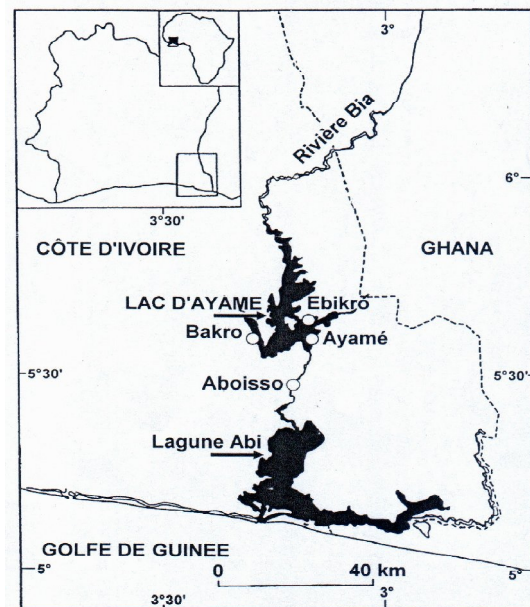 3°
Rivière Bia
6°
3°30'
CÔTE D'IVOIRE
GHANA
LAC D'AYAME
Ebikro
Bakro
Ayamé
5°30'
5°30'
Aboisso
Lagune Abi
GOLFE DE GUINEE
0 40 km
5°
5°
3°30'
3°